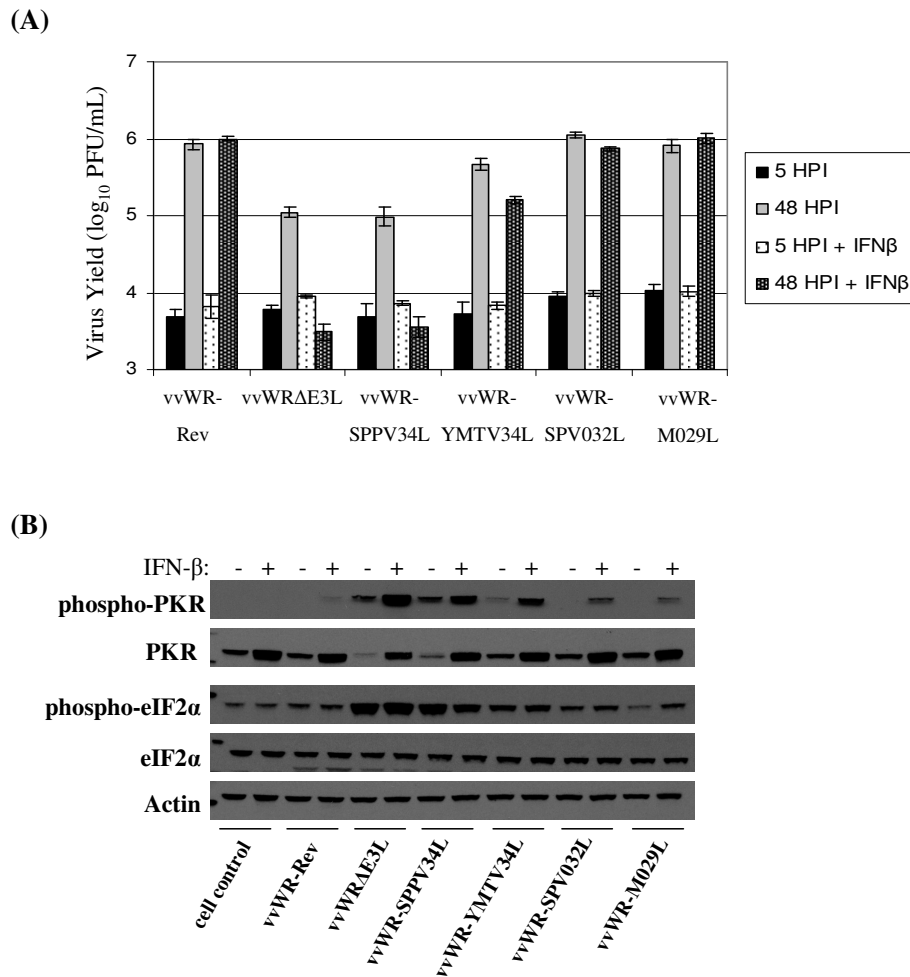 (A)
7
6
5
4
3
Virus Yield (log10 PFU/mL)
vvWR-
Rev
vvWRΔE3L
vvWR-
SPPV34L
vvWR-
YMTV34L
vvWR-
SPV032L
vvWR-
M029L
5 HPI
48 HPI
5 HPI + IFNβ
48 HPI + IFNβ
(B)
IFN-β: - + - + - + - + - + - + - +
phospho-PKR
PKR
phospho-eIF2α
eIF2α
Actin
cell control
vvWR-Rev
vvWRΔE3L
vvWR-SPPV34L
vvWR-YMTV34L
vvWR-SPV032L
vvWR-M029L